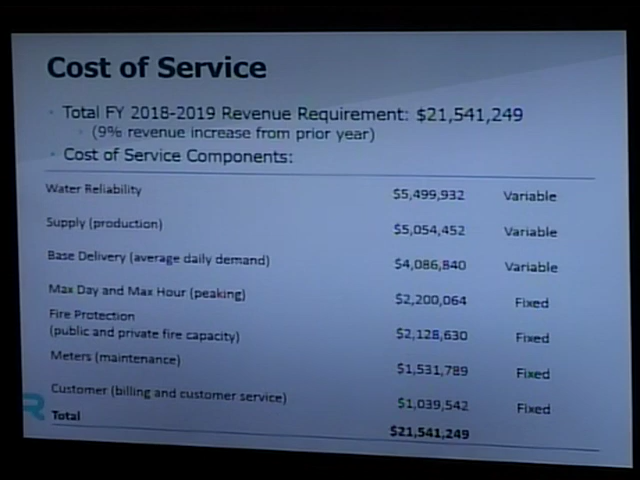 Cost of Service
Total FY 2018-2019 Revenue Requirement: $21,541,249
(9% revenue increase from prior year)
Cost of Service Components:
Water Reliability $5,499,932 Variable
Supply (production) $5,054,452 Variable
Base Delivery (average daily demand) $4,086,840 Variable
Max Day and Max Hour (peaking) $2,200,064 Fixed
Fire Protection
(public and private fire capacity) $2,128,630 Fixed
Meters (maintenance) $1,531,789 Fixed
Customer (billing and customer service) $1,039,542 Fixed
Total $21,541,249